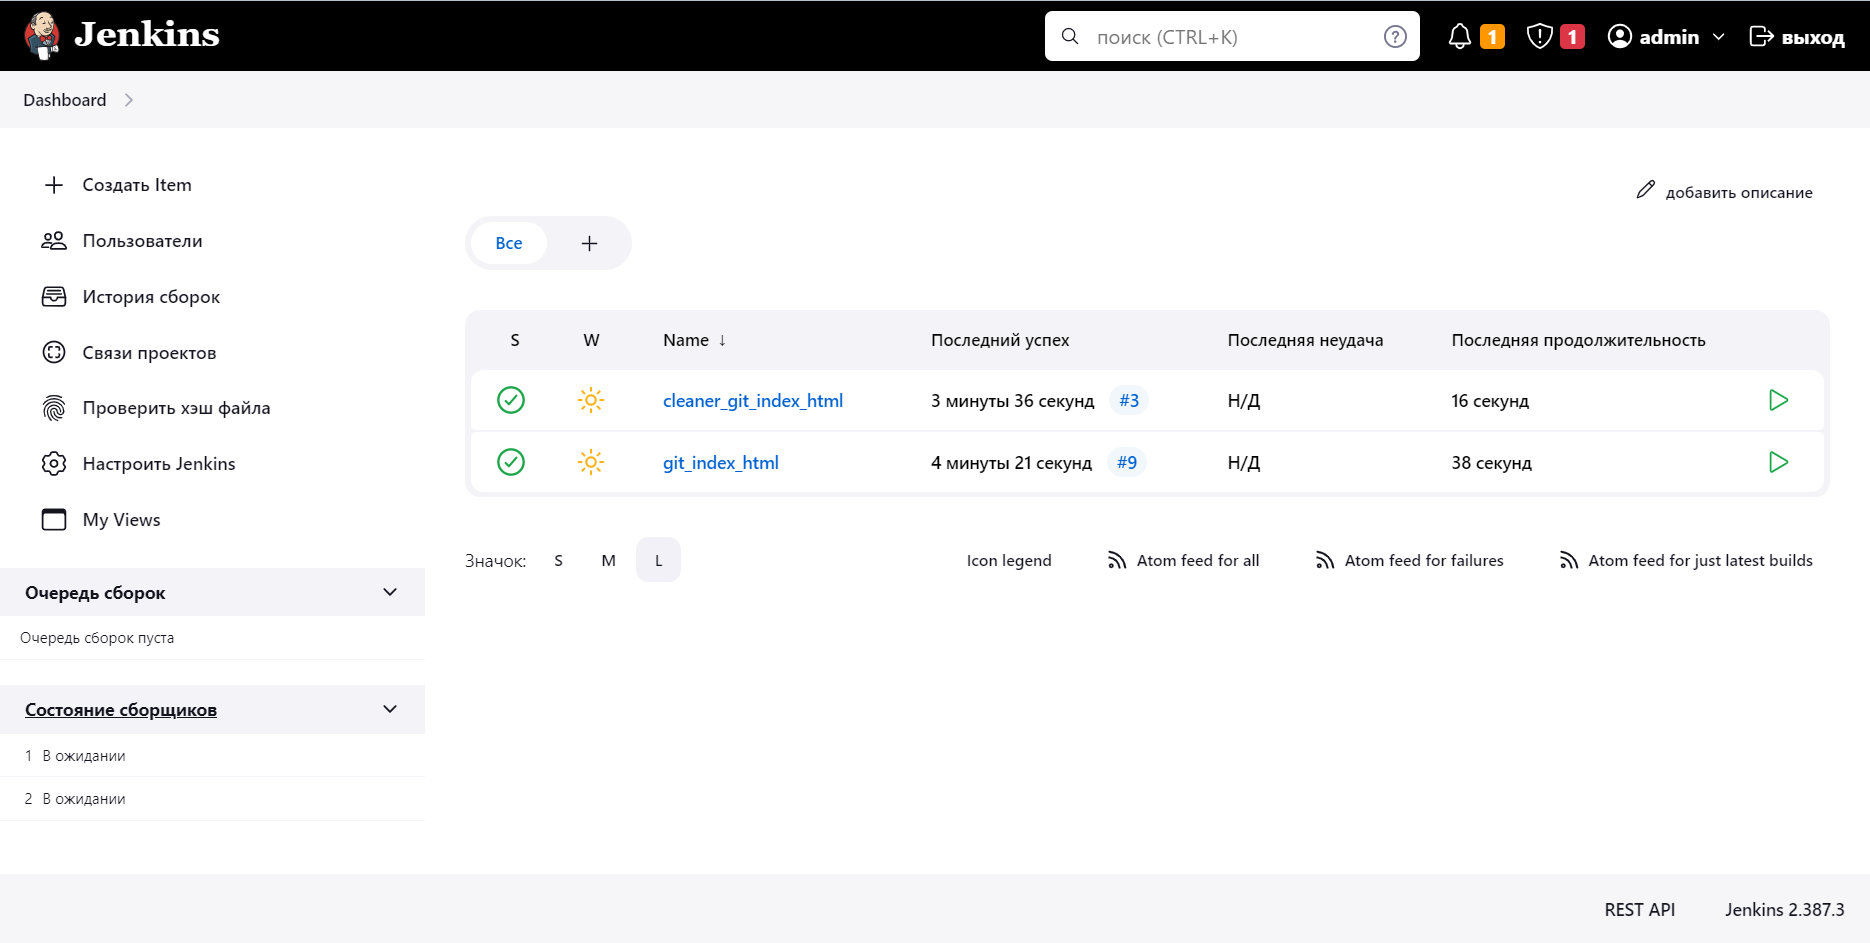 Jenkins
поиск (CTRL+K)
1
1
admin
выход
Dashboard
Создать Item
Пользователи
История сборок
Связи проектов
Проверить хэш файла
Настроить Jenkins
My Views
Очередь сборок
Очередь сборок пуста
Состояние сборщиков
1 В ожидании
2 В ожидании
добавить описание
Все
S W Name ↓ Последний успех Последняя неудача Последняя продолжительность
cleaner_git_index_html 3 минуты 36 секунд #3 Н/Д 16 секунд
git_index_html 4 минуты 21 секунд #9 Н/Д 38 секунд
Значок: S M L Icon legend Atom feed for all Atom feed for failures Atom feed for just latest builds
REST API Jenkins 2.387.3